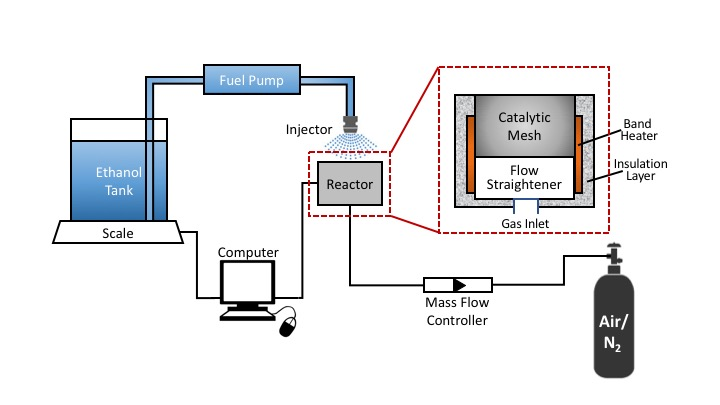 Fuel Pump
Injector
Ethanol
Tank
Scale
Computer
Reactor
Catalytic
Mesh
Flow
Straightener
Gas Inlet
Band
Heater
Insulation
Layer
Mass Flow
Controller
Air/
N2